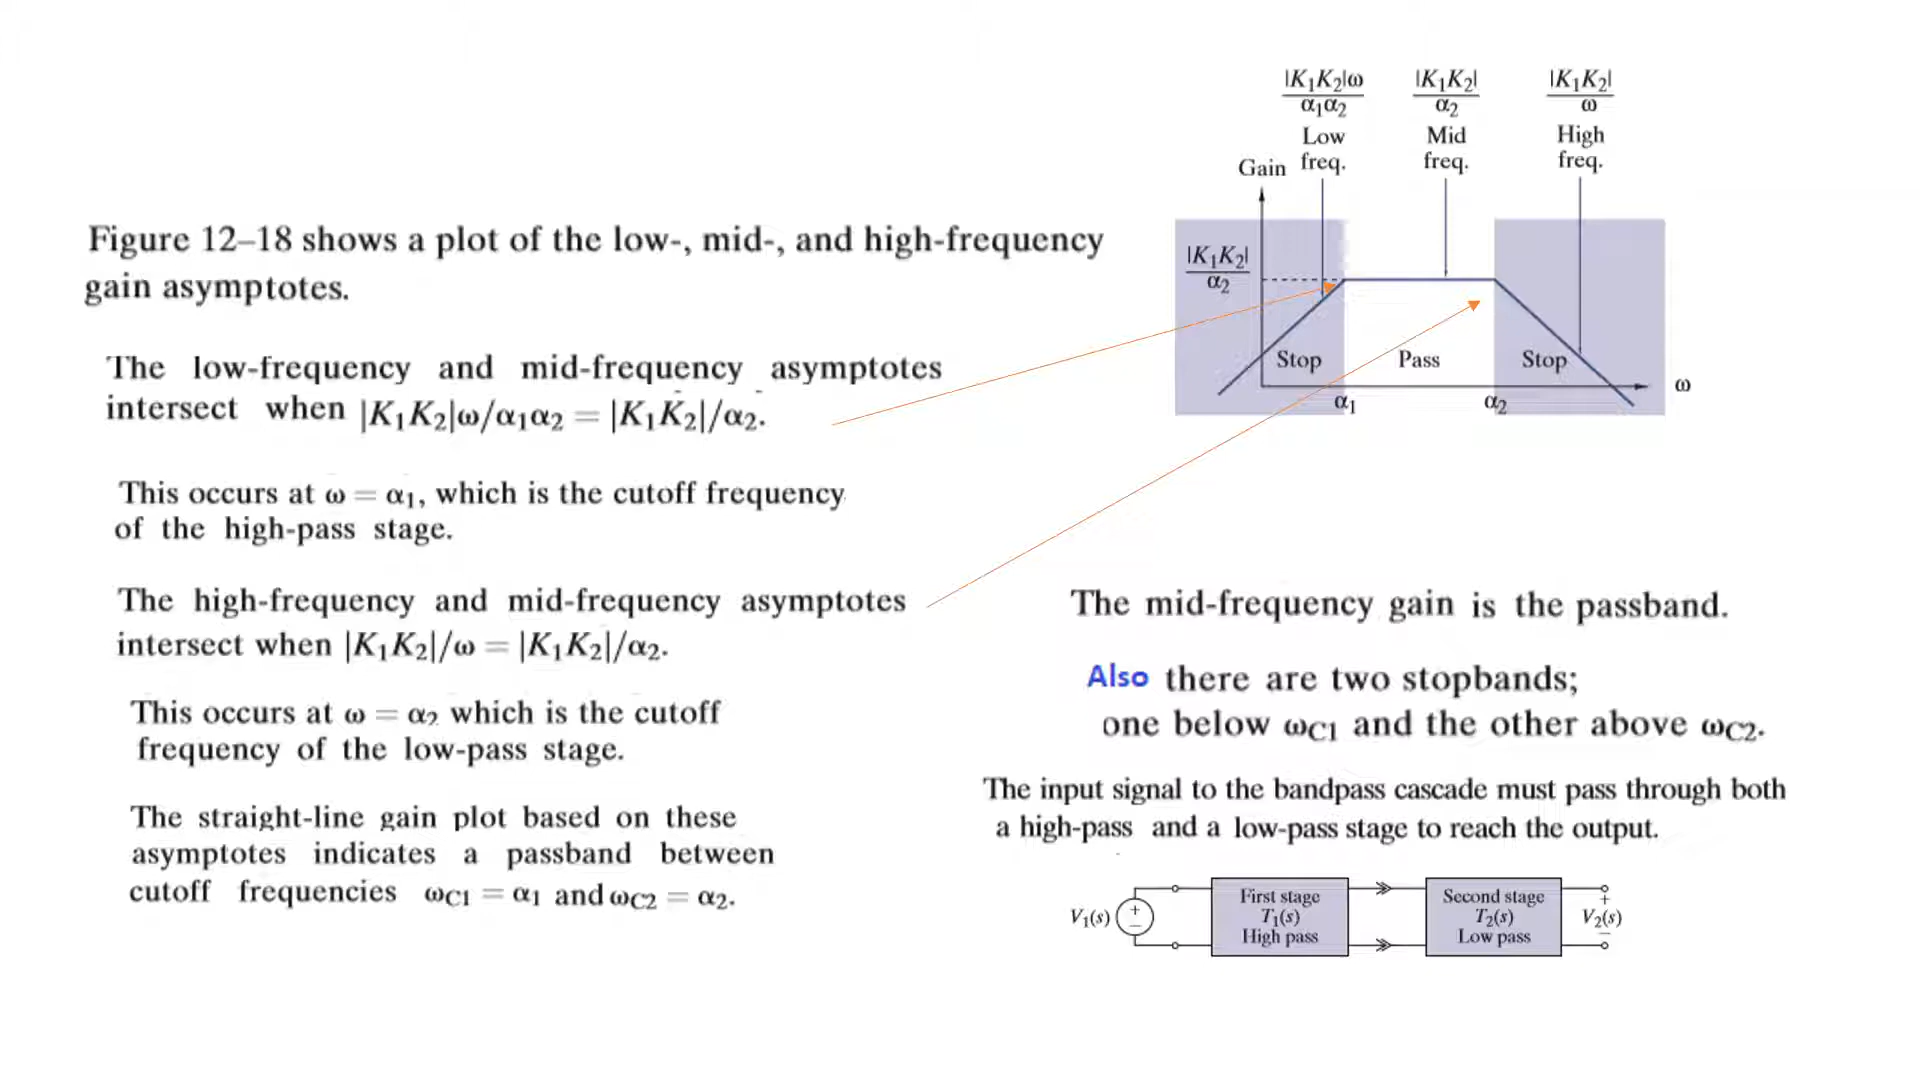 Figure 12–18 shows a plot of the low-, mid-, and high-frequency
gain asymptotes.
The low-frequency and mid-frequency asymptotes
intersect when |K₁K₂|ω/α₁α₂ = |K₁K₂|/α₂.
This occurs at ω = α₁, which is the cutoff frequency
of the high-pass stage.
The high-frequency and mid-frequency asymptotes
intersect when |K₁K₂|/ω = |K₁K₂|/α₂.
This occurs at ω = α₂ which is the cutoff
frequency of the low-pass stage.
The straight-line gain plot based on these
asymptotes indicates a passband between
cutoff frequencies ωC1 = α₁ and ωC2 = α₂.
|K₁K₂|ω
α₁α₂
Low
freq.
|K₁K₂|
α₂
Mid
freq.
|K₁K₂|
ω
High
freq.
Gain
|K₁K₂|
α₂
Stop
Pass
Stop
ω
α₁
α₂
The mid-frequency gain is the passband.
Also there are two stopbands;
one below ωC1 and the other above ωC2.
The input signal to the bandpass cascade must pass through both
a high-pass and a low-pass stage to reach the output.
V₁(s)
+
−
First stage
T₁(s)
High pass
Second stage
T₂(s)
Low pass
+
V₂(s)
−